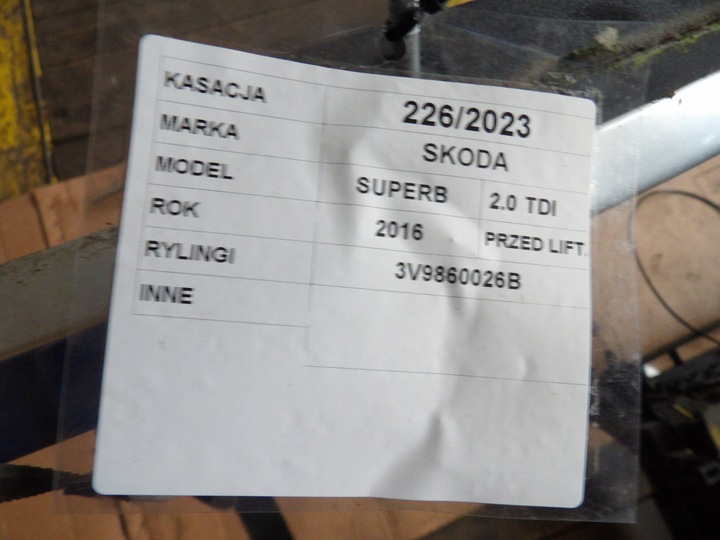 KASACJA 226/2023
MARKA SKODA
MODEL SUPERB 2.0 TDI
ROK 2016 PRZED LIFT.
RYLINGI 3V9860026B
INNE